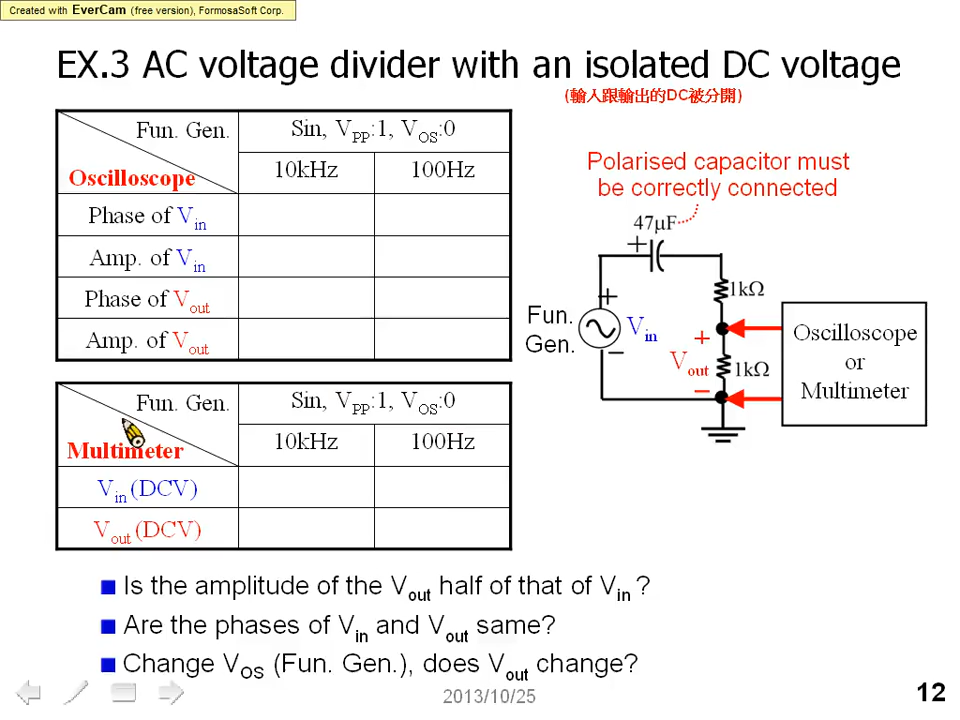 Created with EverCam (free version), FormosaSoft Corp.
EX.3 AC voltage divider with an isolated DC voltage
(輸入跟輸出的DC被分開)
Fun. Gen.
Oscilloscope
Sin, VPP:1, VOS:0
10kHz 100Hz
Phase of Vin
Amp. of Vin
Phase of Vout
Amp. of Vout
Fun. Gen.
Multimeter
Sin, VPP:1, VOS:0
10kHz 100Hz
Vin (DCV)
Vout (DCV)
Polarised capacitor must
be correctly connected
47μF
+
1kΩ
+
Fun.
Gen.
Vin
−
+
Vout
−
1kΩ
Oscilloscope
or
Multimeter
Is the amplitude of the Vout half of that of Vin ?
Are the phases of Vin and Vout same?
Change VOS (Fun. Gen.), does Vout change?
2013/10/25
12